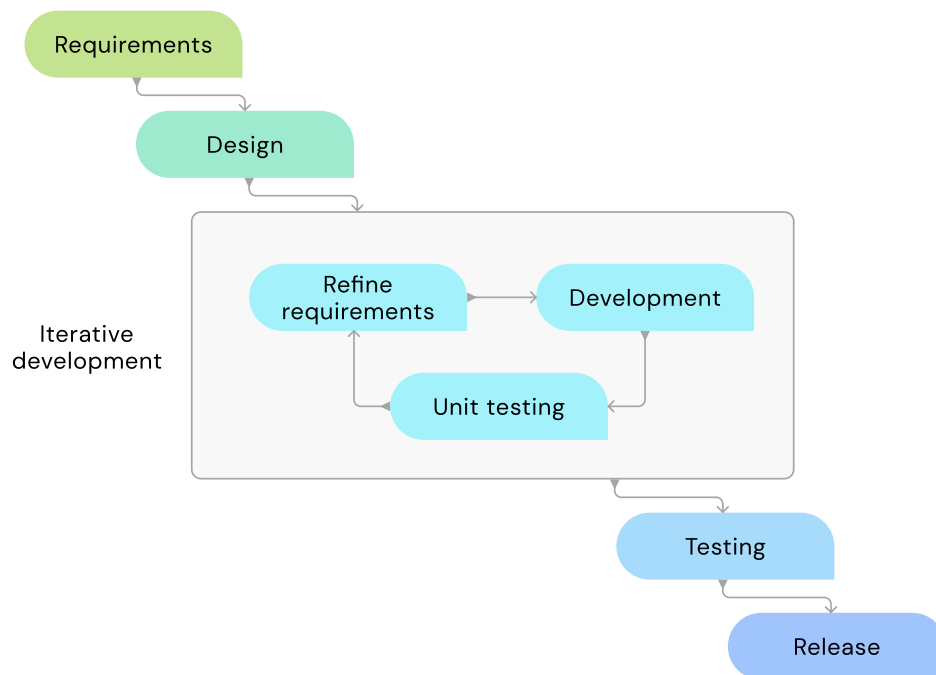 Requirements
Design
Refine
requirements
Development
Iterative
development
Unit testing
Testing
Release